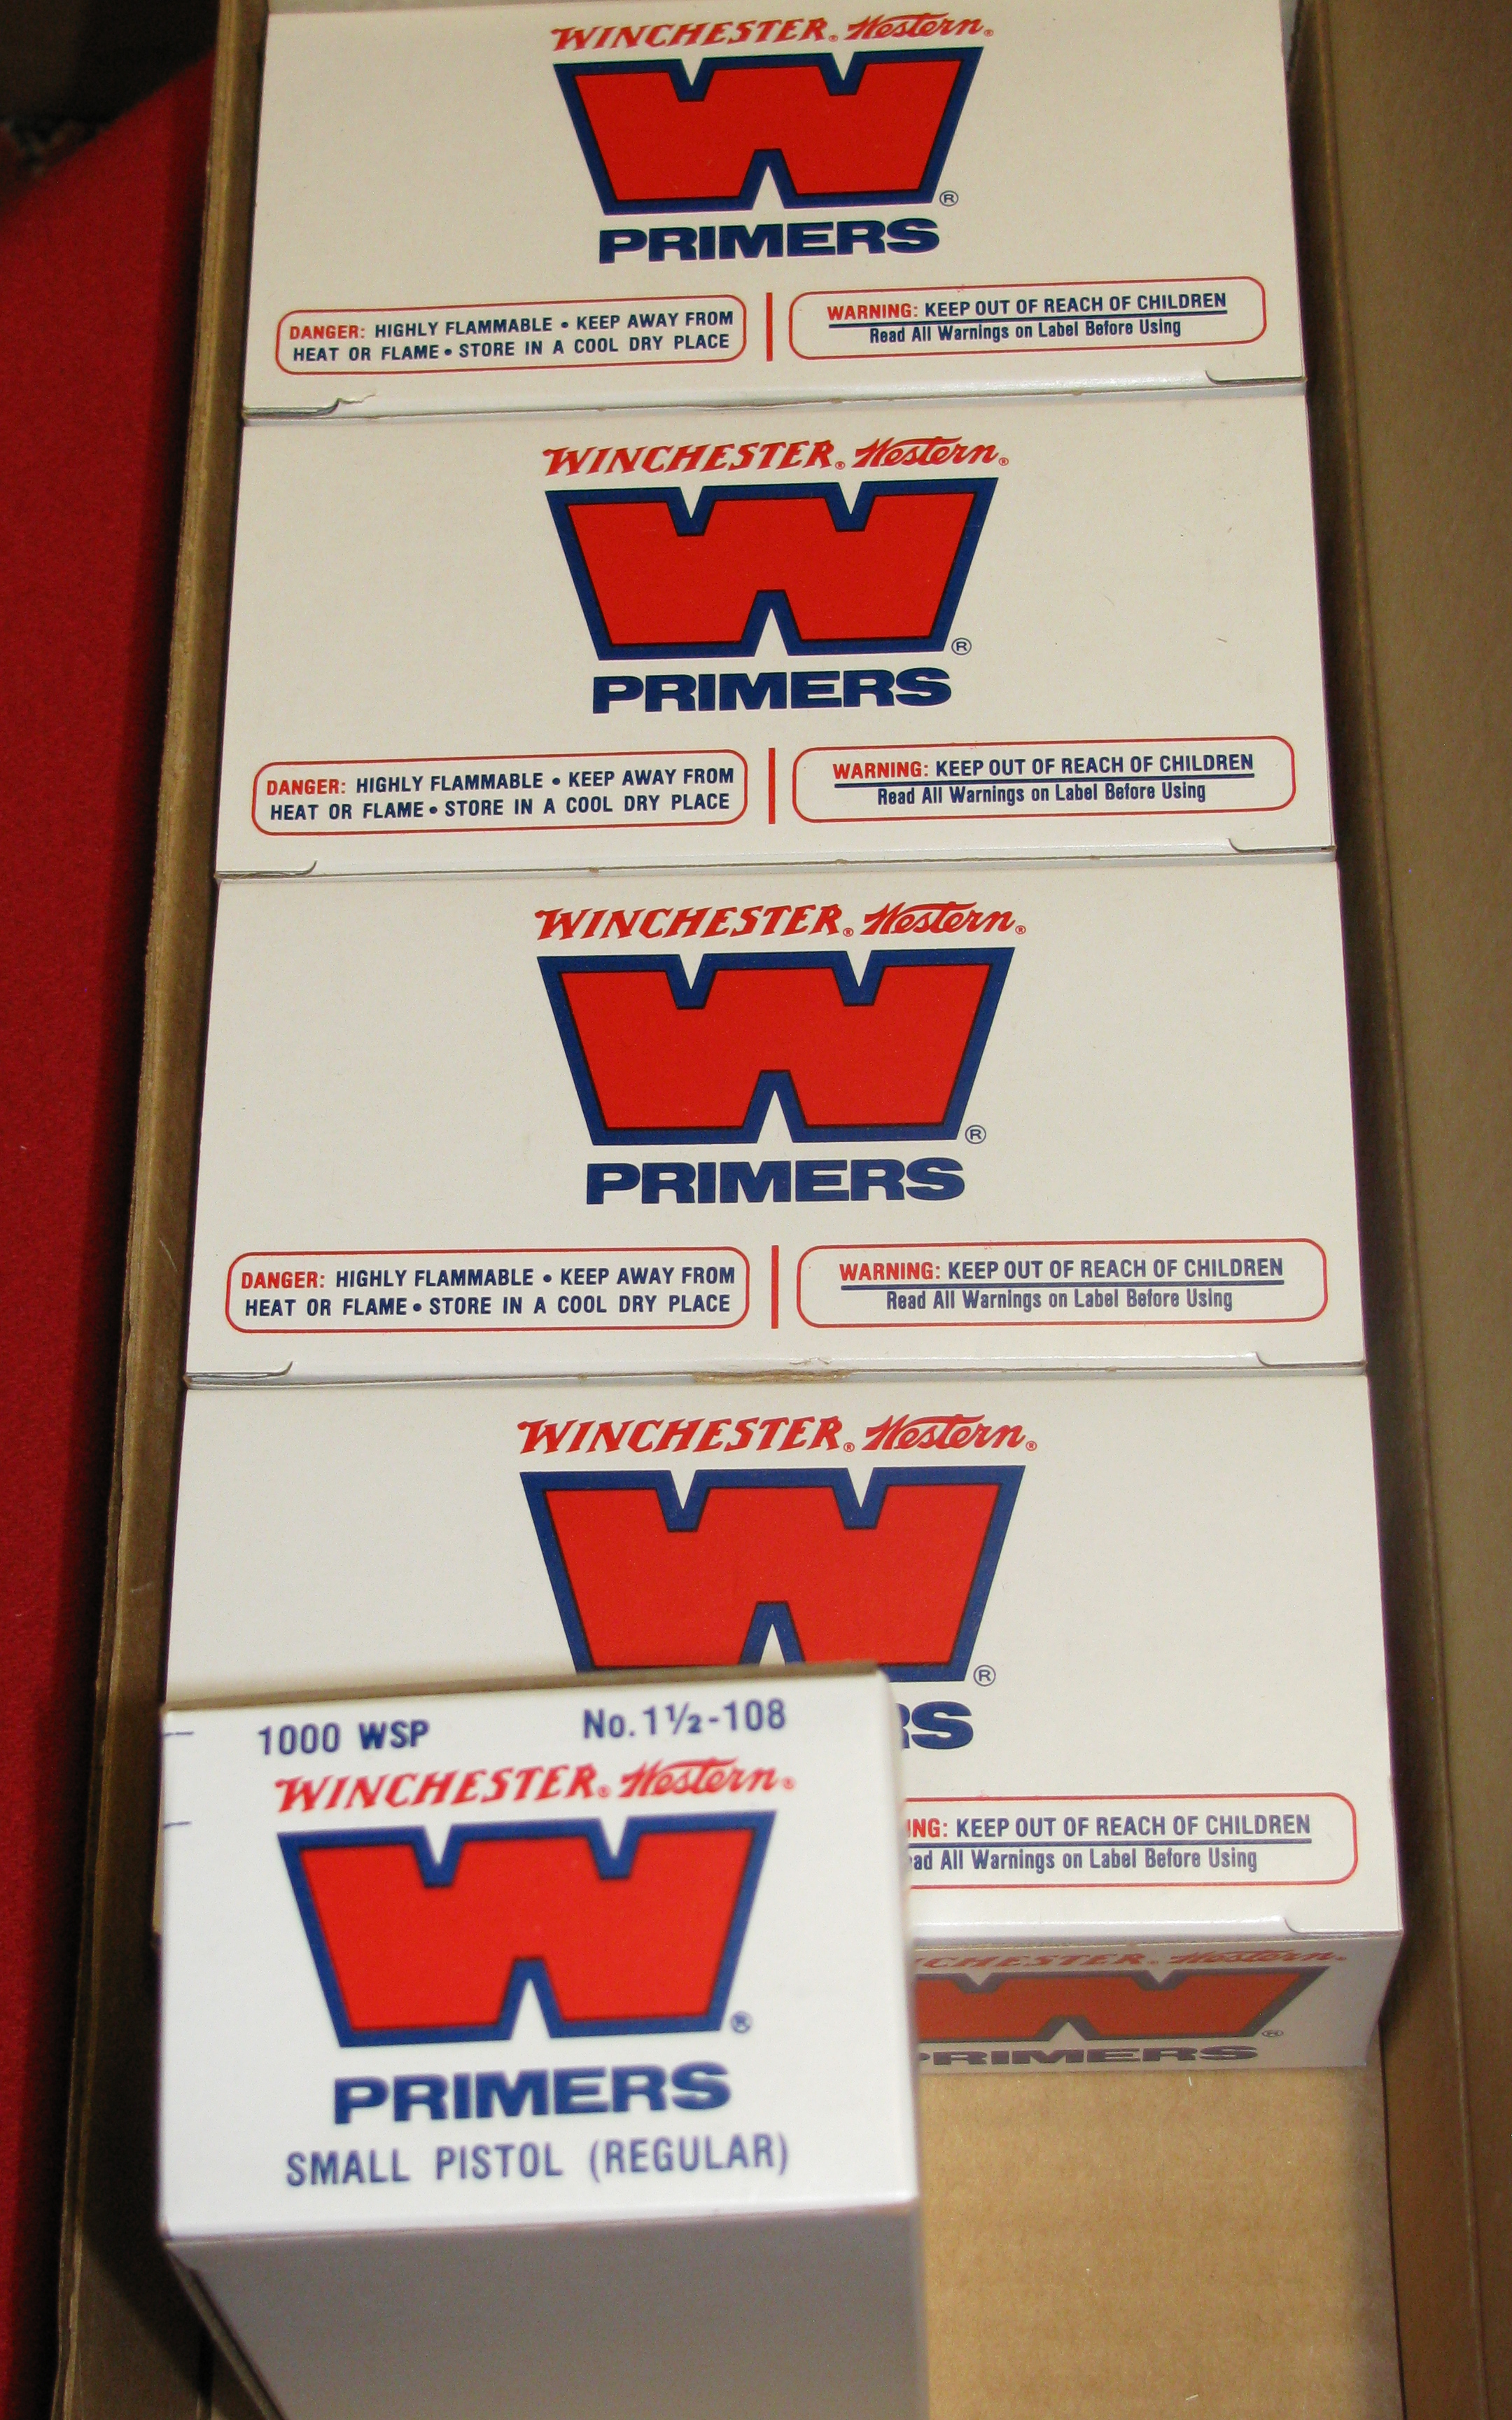 WINCHESTER® Western®
W®
PRIMERS
DANGER: HIGHLY FLAMMABLE • KEEP AWAY FROM
HEAT OR FLAME • STORE IN A COOL DRY PLACE
WARNING: KEEP OUT OF REACH OF CHILDREN
Read All Warnings on Label Before Using
WINCHESTER® Western®
W®
PRIMERS
DANGER: HIGHLY FLAMMABLE • KEEP AWAY FROM
HEAT OR FLAME • STORE IN A COOL DRY PLACE
WARNING: KEEP OUT OF REACH OF CHILDREN
Read All Warnings on Label Before Using
WINCHESTER® Western®
W®
PRIMERS
DANGER: HIGHLY FLAMMABLE • KEEP AWAY FROM
HEAT OR FLAME • STORE IN A COOL DRY PLACE
WARNING: KEEP OUT OF REACH OF CHILDREN
Read All Warnings on Label Before Using
WINCHESTER® Western®
W®
RS
ING: KEEP OUT OF REACH OF CHILDREN
ad All Warnings on Label Before Using
CHESTER® Western®
W®
PRIMERS
1000 WSP No. 1½-108
WINCHESTER® Western®
W®
PRIMERS
SMALL PISTOL (REGULAR)